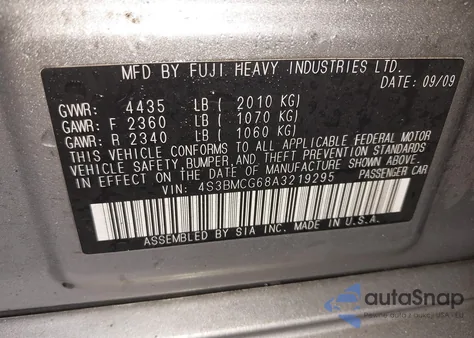 MFD BY FUJI HEAVY INDUSTRIES LTD.
DATE: 09/09
GVWR: 4435 LB ( 2010 KG)
GAWR: F 2360 LB ( 1070 KG)
GAWR: R 2340 LB ( 1060 KG)
THIS VEHICLE CONFORMS TO ALL APPLICABLE FEDERAL MOTOR
VEHICLE SAFETY, BUMPER, AND THEFT PREVENTION STANDARDS
IN EFFECT ON THE DATE OF MANUFACTURE SHOWN ABOVE.
VIN: 4S3BMCG68A3219295 PASSENGER CAR
ASSEMBLED BY SIA INC. MADE IN U.S.A.
autoSnap